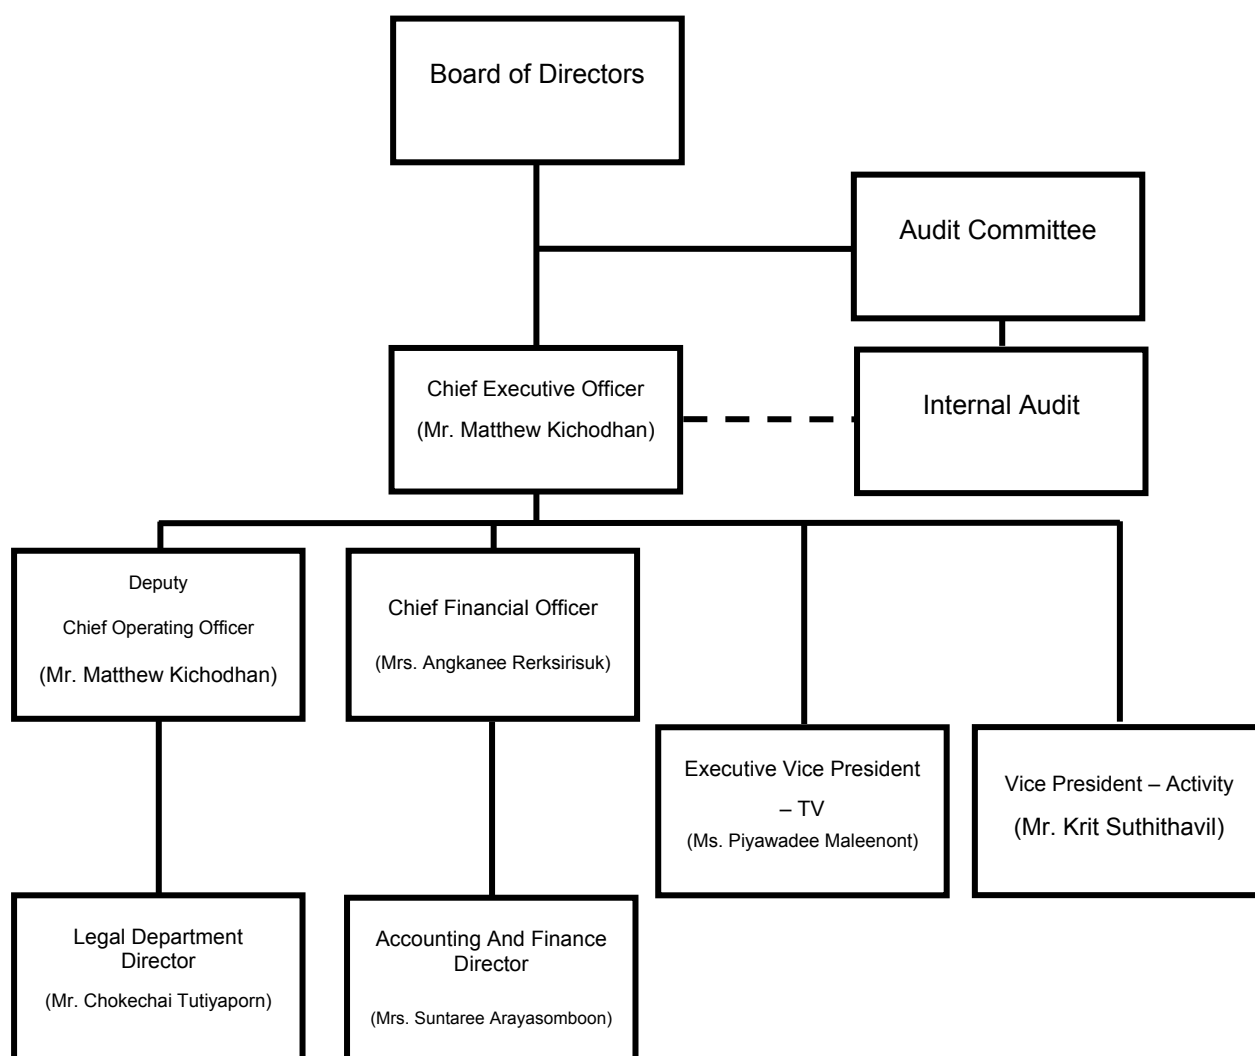 Board of Directors
Audit Committee
Chief Executive Officer
(Mr. Matthew Kichodhan)
Internal Audit
Deputy
Chief Operating Officer
(Mr. Matthew Kichodhan)
Chief Financial Officer
(Mrs. Angkanee Rerksirisuk)
Executive Vice President
– TV
(Ms. Piyawadee Maleenont)
Vice President – Activity
(Mr. Krit Suthithavil)
Legal Department
Director
(Mr. Chokechai Tutiyaporn)
Accounting And Finance
Director
(Mrs. Suntaree Arayasomboon)